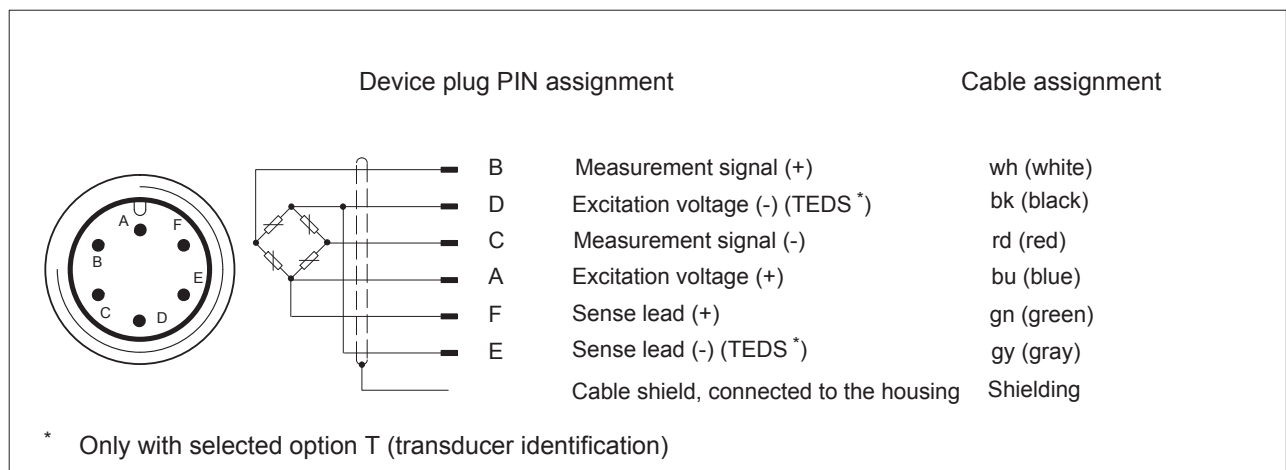 Device plug PIN assignment Cable assignment
B Measurement signal (+) wh (white)
D Excitation voltage (-) (TEDS *) bk (black)
C Measurement signal (-) rd (red)
A Excitation voltage (+) bu (blue)
F Sense lead (+) gn (green)
E Sense lead (-) (TEDS *) gy (gray)
Cable shield, connected to the housing Shielding
A F
B
E
C D
* Only with selected option T (transducer identification)